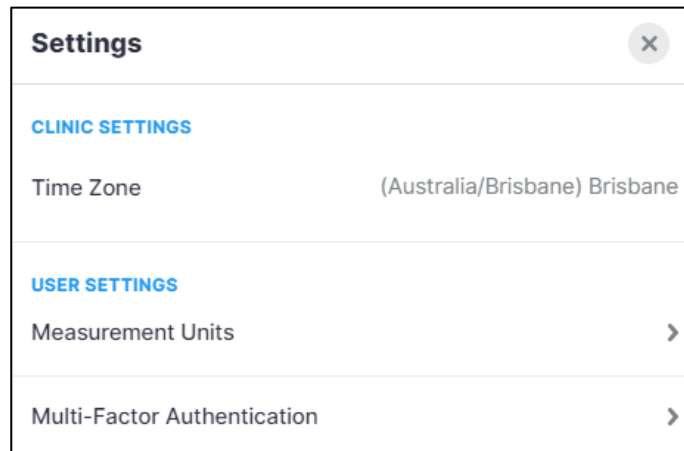 Settings
CLINIC SETTINGS
Time Zone (Australia/Brisbane) Brisbane
USER SETTINGS
Measurement Units
Multi-Factor Authentication